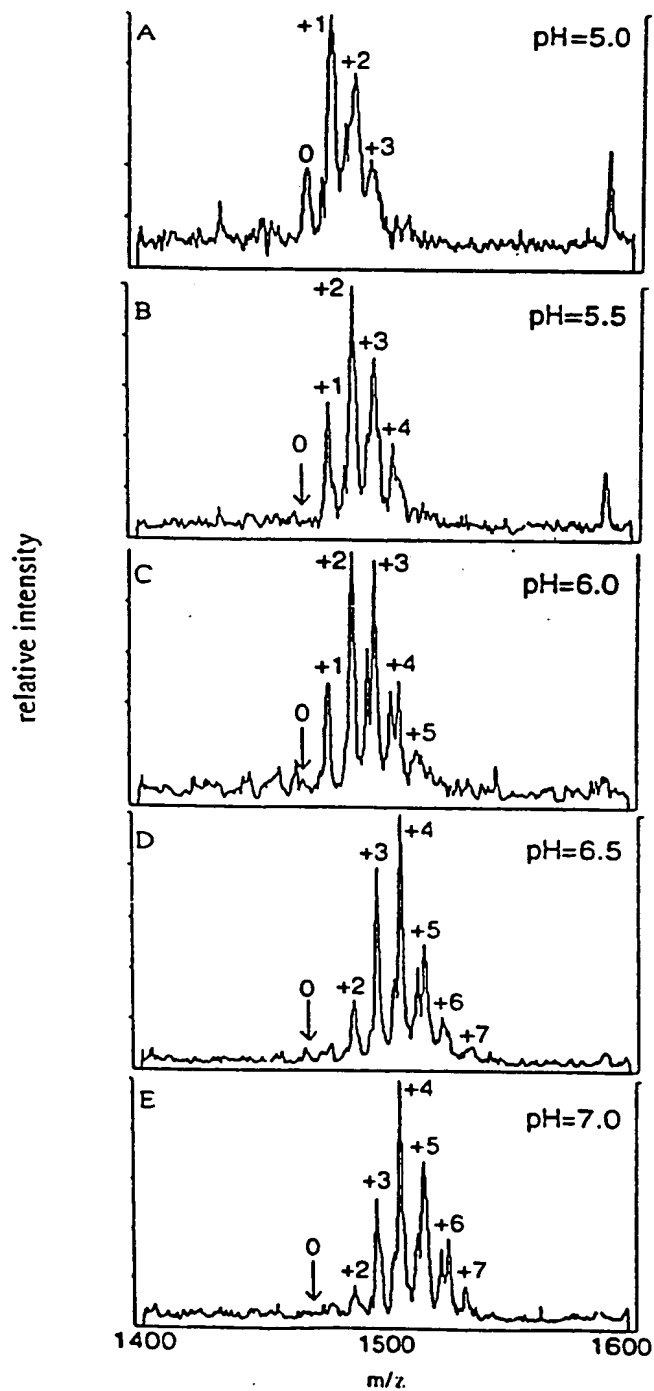 A
+1
pH=5.0
+2
0
+3
B
+2
pH=5.5
+3
+1
+4
0
relative intensity
C
+2
+3
pH=6.0
+1
+4
0
+5
D
+4
pH=6.5
+3
+5
0
+2
+6
+7
E
+4
pH=7.0
+5
+3
+6
0
+2
+7
1400
1500
1600
m/z